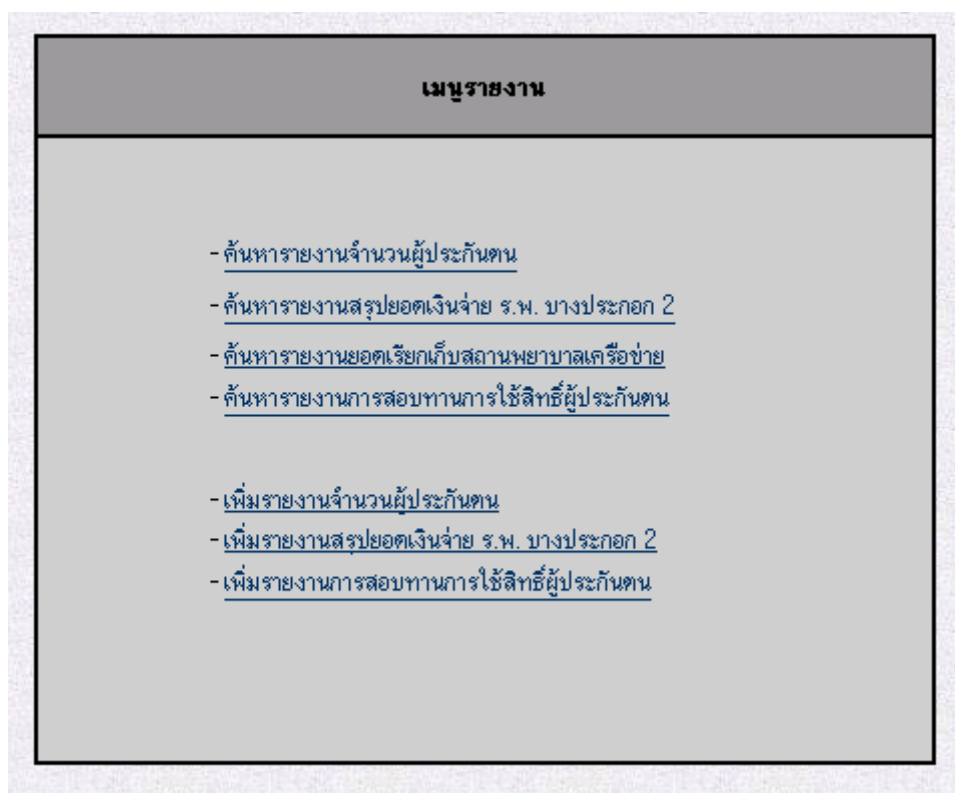 เมนูรายงาน
- ค้นหารายงานจำนวนผู้ประกันตน
- ค้นหารายงานสรุปยอดเงินจ่าย ร.พ. บางประกอก 2
- ค้นหารายงานยอดเรียกเก็บสถานพยาบาลเครือข่าย
- ค้นหารายงานการสอบทานการใช้สิทธิ์ผู้ประกันตน
- เพิ่มรายงานจำนวนผู้ประกันตน
- เพิ่มรายงานสรุปยอดเงินจ่าย ร.พ. บางประกอก 2
- เพิ่มรายงานการสอบทานการใช้สิทธิ์ผู้ประกันตน